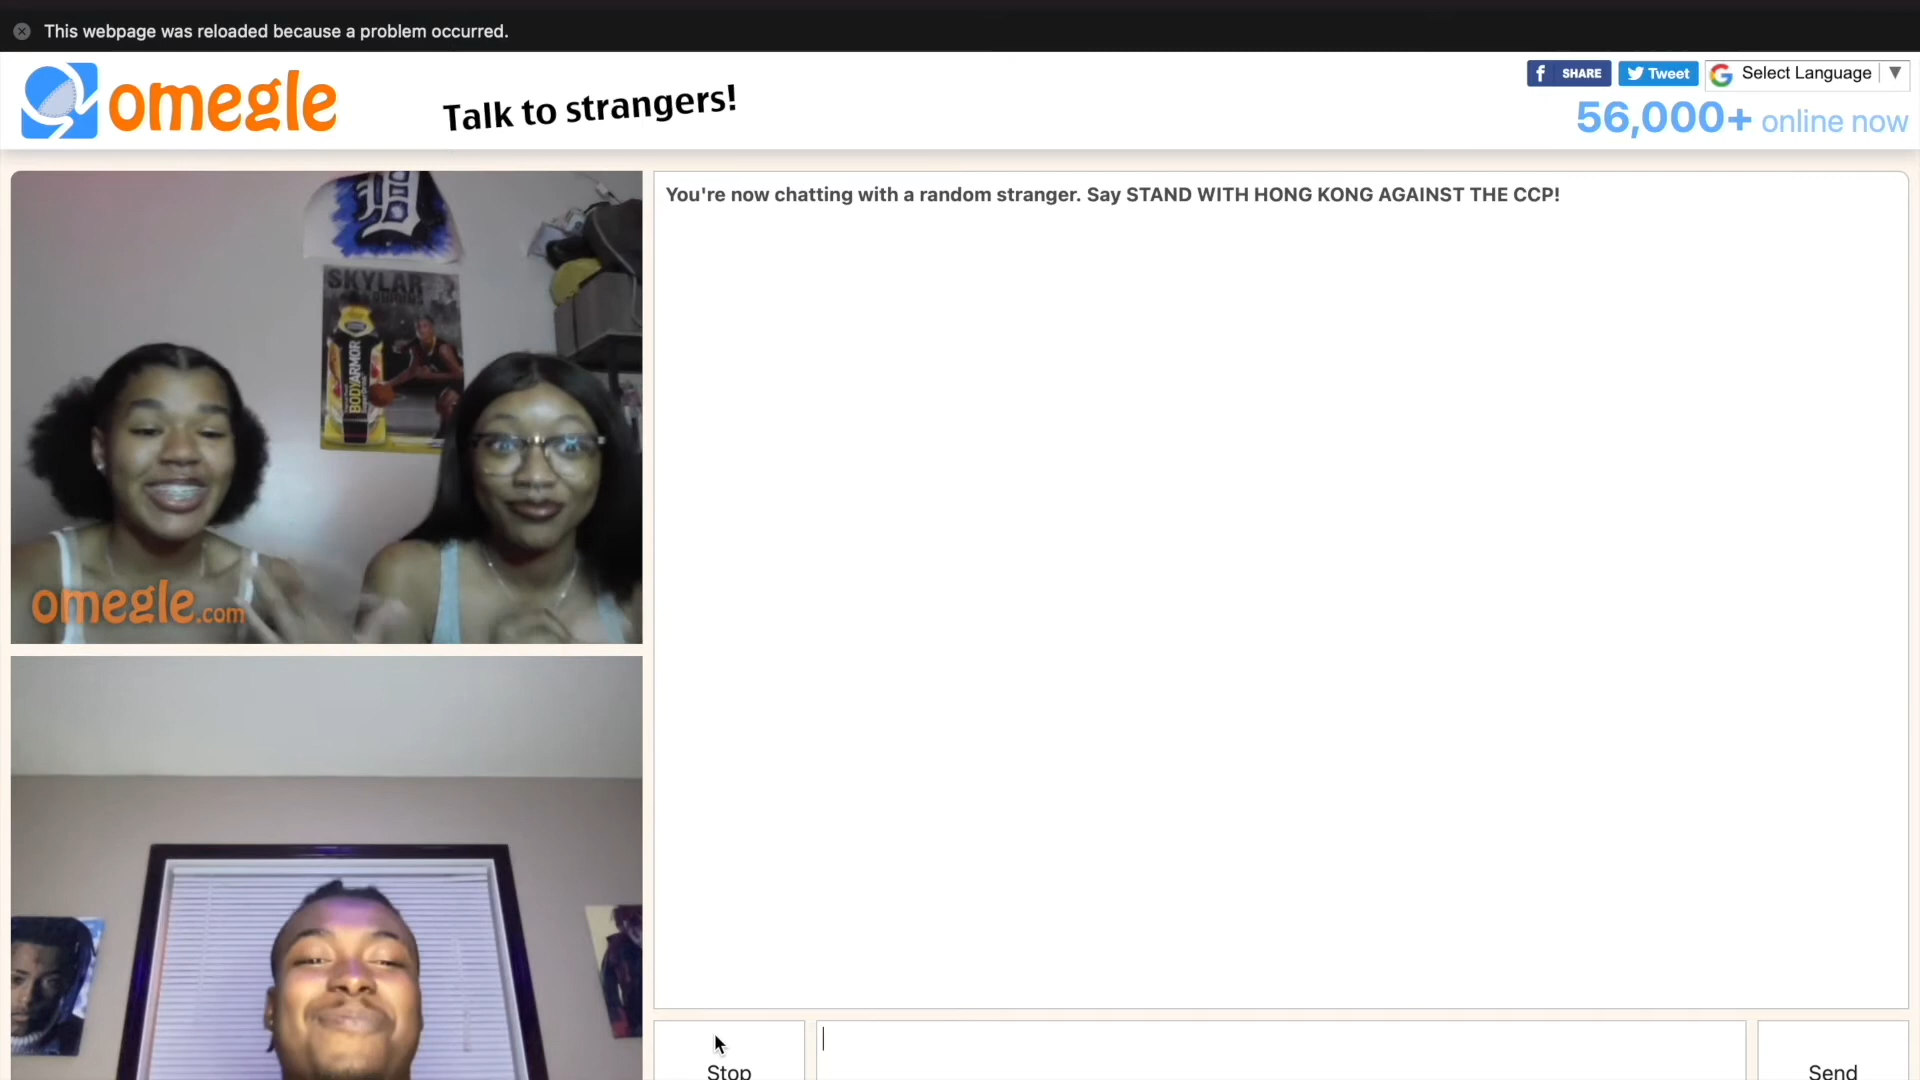 This webpage was reloaded because a problem occurred.
omegle
Talk to strangers!
f SHARE
Tweet
G Select Language ▼
56,000+ online now
You're now chatting with a random stranger. Say STAND WITH HONG KONG AGAINST THE CCP!
SKYLAR
BODYARMOR
omegle.com
Stop
Send